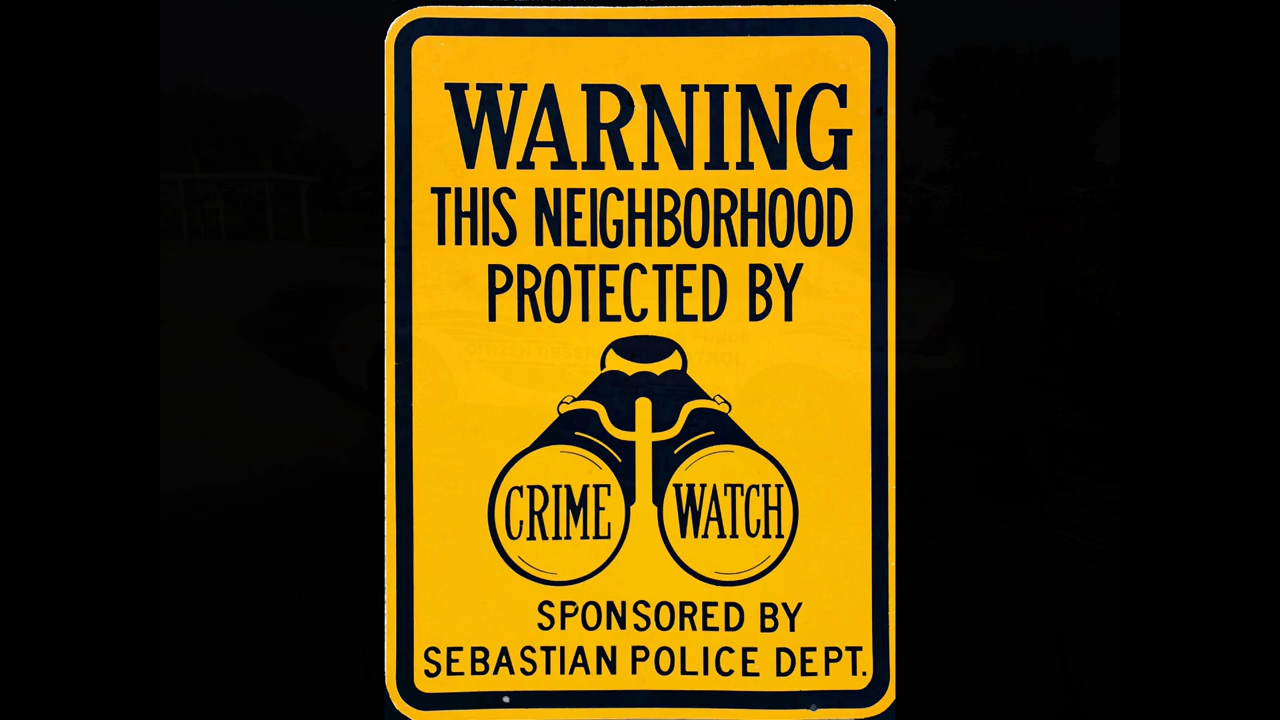 WARNING
THIS NEIGHBORHOOD
PROTECTED BY
CRIME WATCH
SPONSORED BY
SEBASTIAN POLICE DEPT.